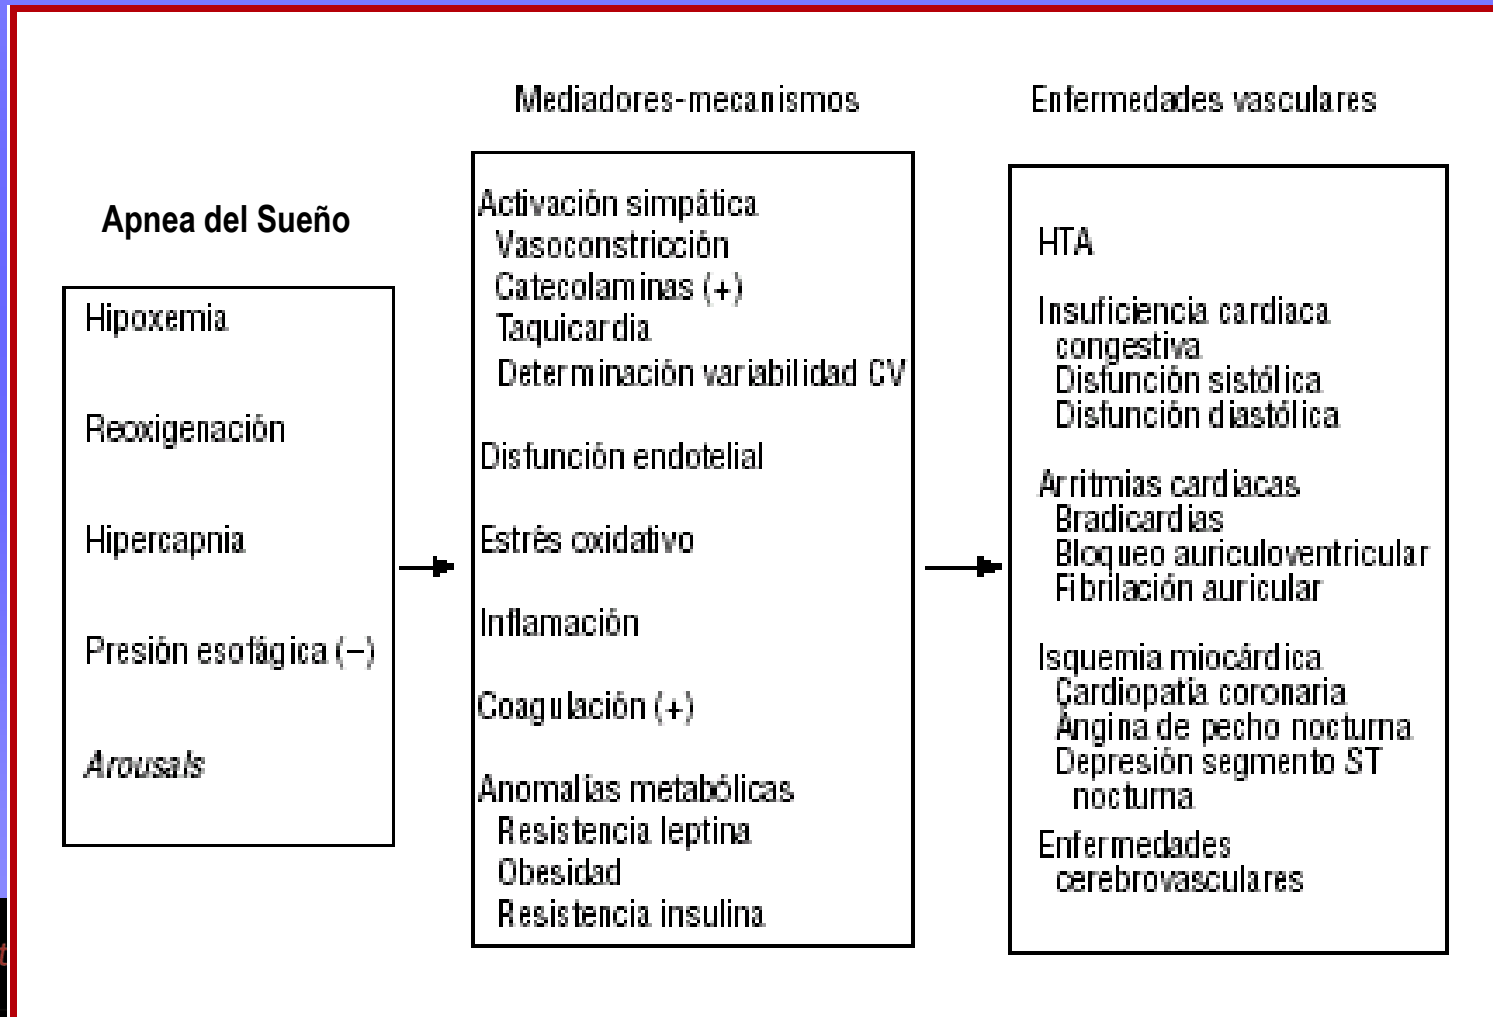 Apnea del Sueño
Hipoxemia
Reoxigenación
Hipercapnia
Presión esofágica (−)
Arousals
Mediadores-mecanismos
Activación simpática
Vasoconstricción
Catecolaminas (+)
Taquicardia
Determinación variabilidad CV
Disfunción endotelial
Estrés oxidativo
Inflamación
Coagulación (+)
Anomalías metabólicas
Resistencia leptina
Obesidad
Resistencia insulina
Enfermedades vasculares
HTA
Insuficiencia cardiaca
congestiva
Disfunción sistólica
Disfunción diastólica
Arritmias cardiacas
Bradicardias
Bloqueo auriculoventricular
Fibrilación auricular
Isquemia miocárdica
Cardiopatía coronaria
Angina de pecho nocturna
Depresión segmento ST
nocturna
Enfermedades
cerebrovasculares